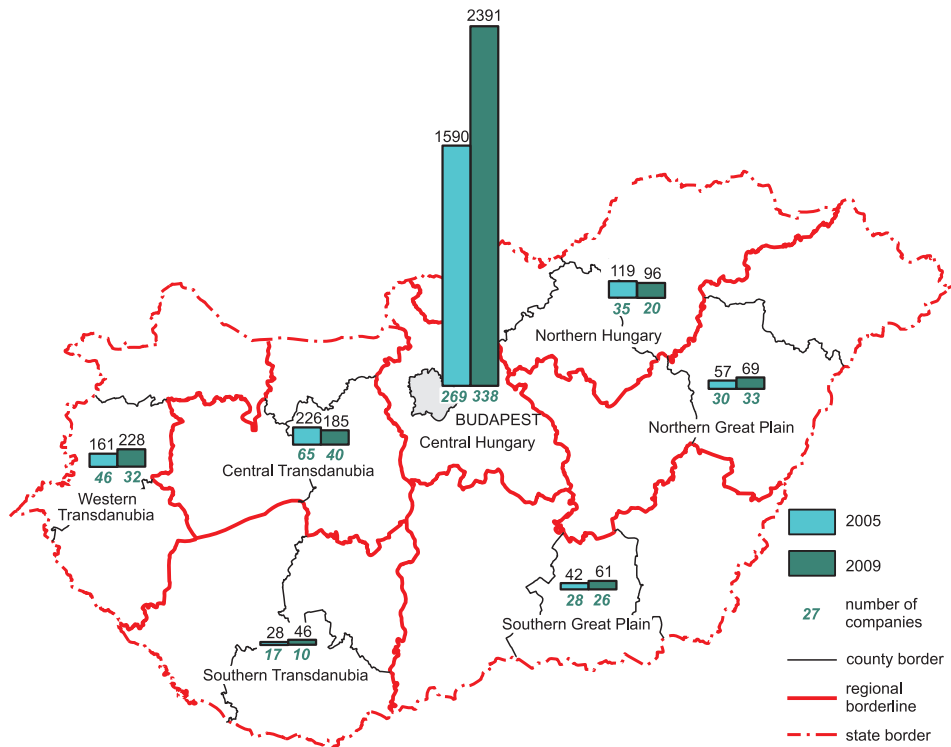 2391
1590
269 338
BUDAPEST
Central Hungary
119 96
35 20
Northern Hungary
57 69
30 33
Northern Great Plain
226 185
65 40
Central Transdanubia
161 228
46 32
Western
Transdanubia
42 61
28 26
Southern Great Plain
28 46
17 10
Southern Transdanubia
2005
2009
27 number of
companies
county border
regional
borderline
state border